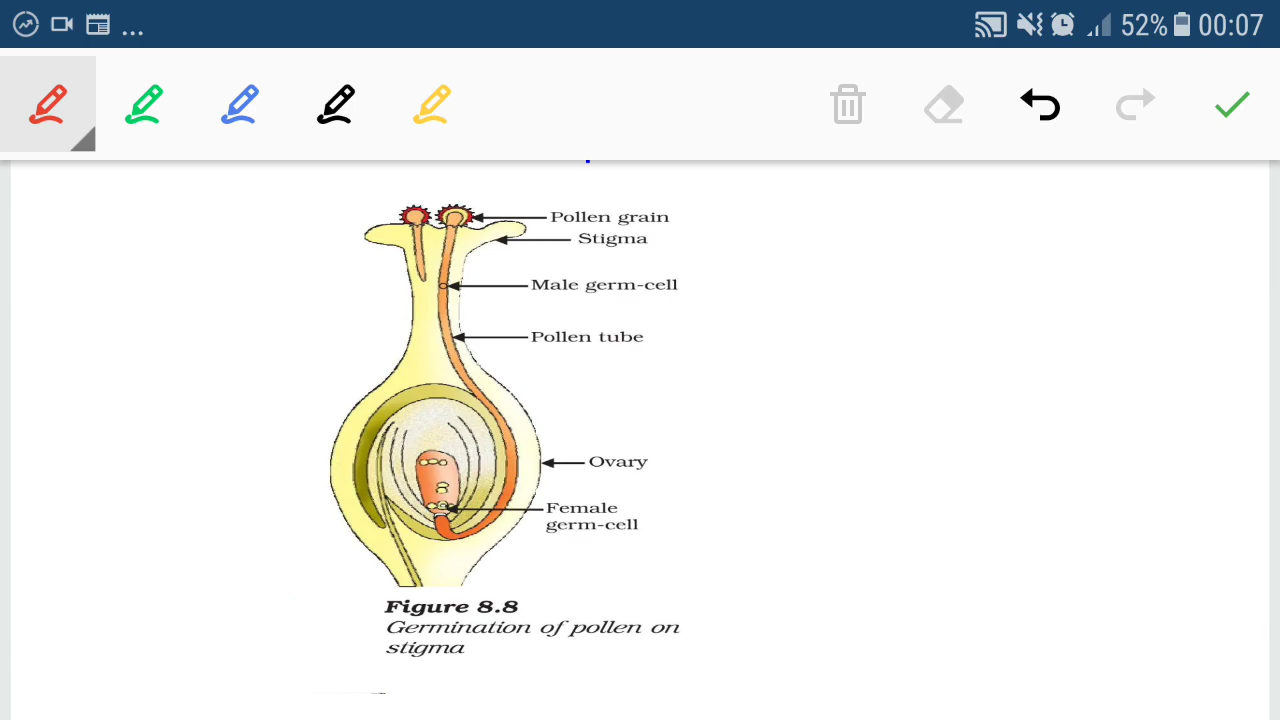 ... 52% 00:07
Pollen grain
Stigma
Male germ-cell
Pollen tube
Ovary
Female
germ-cell
Figure 8.8
Germination of pollen on
stigma